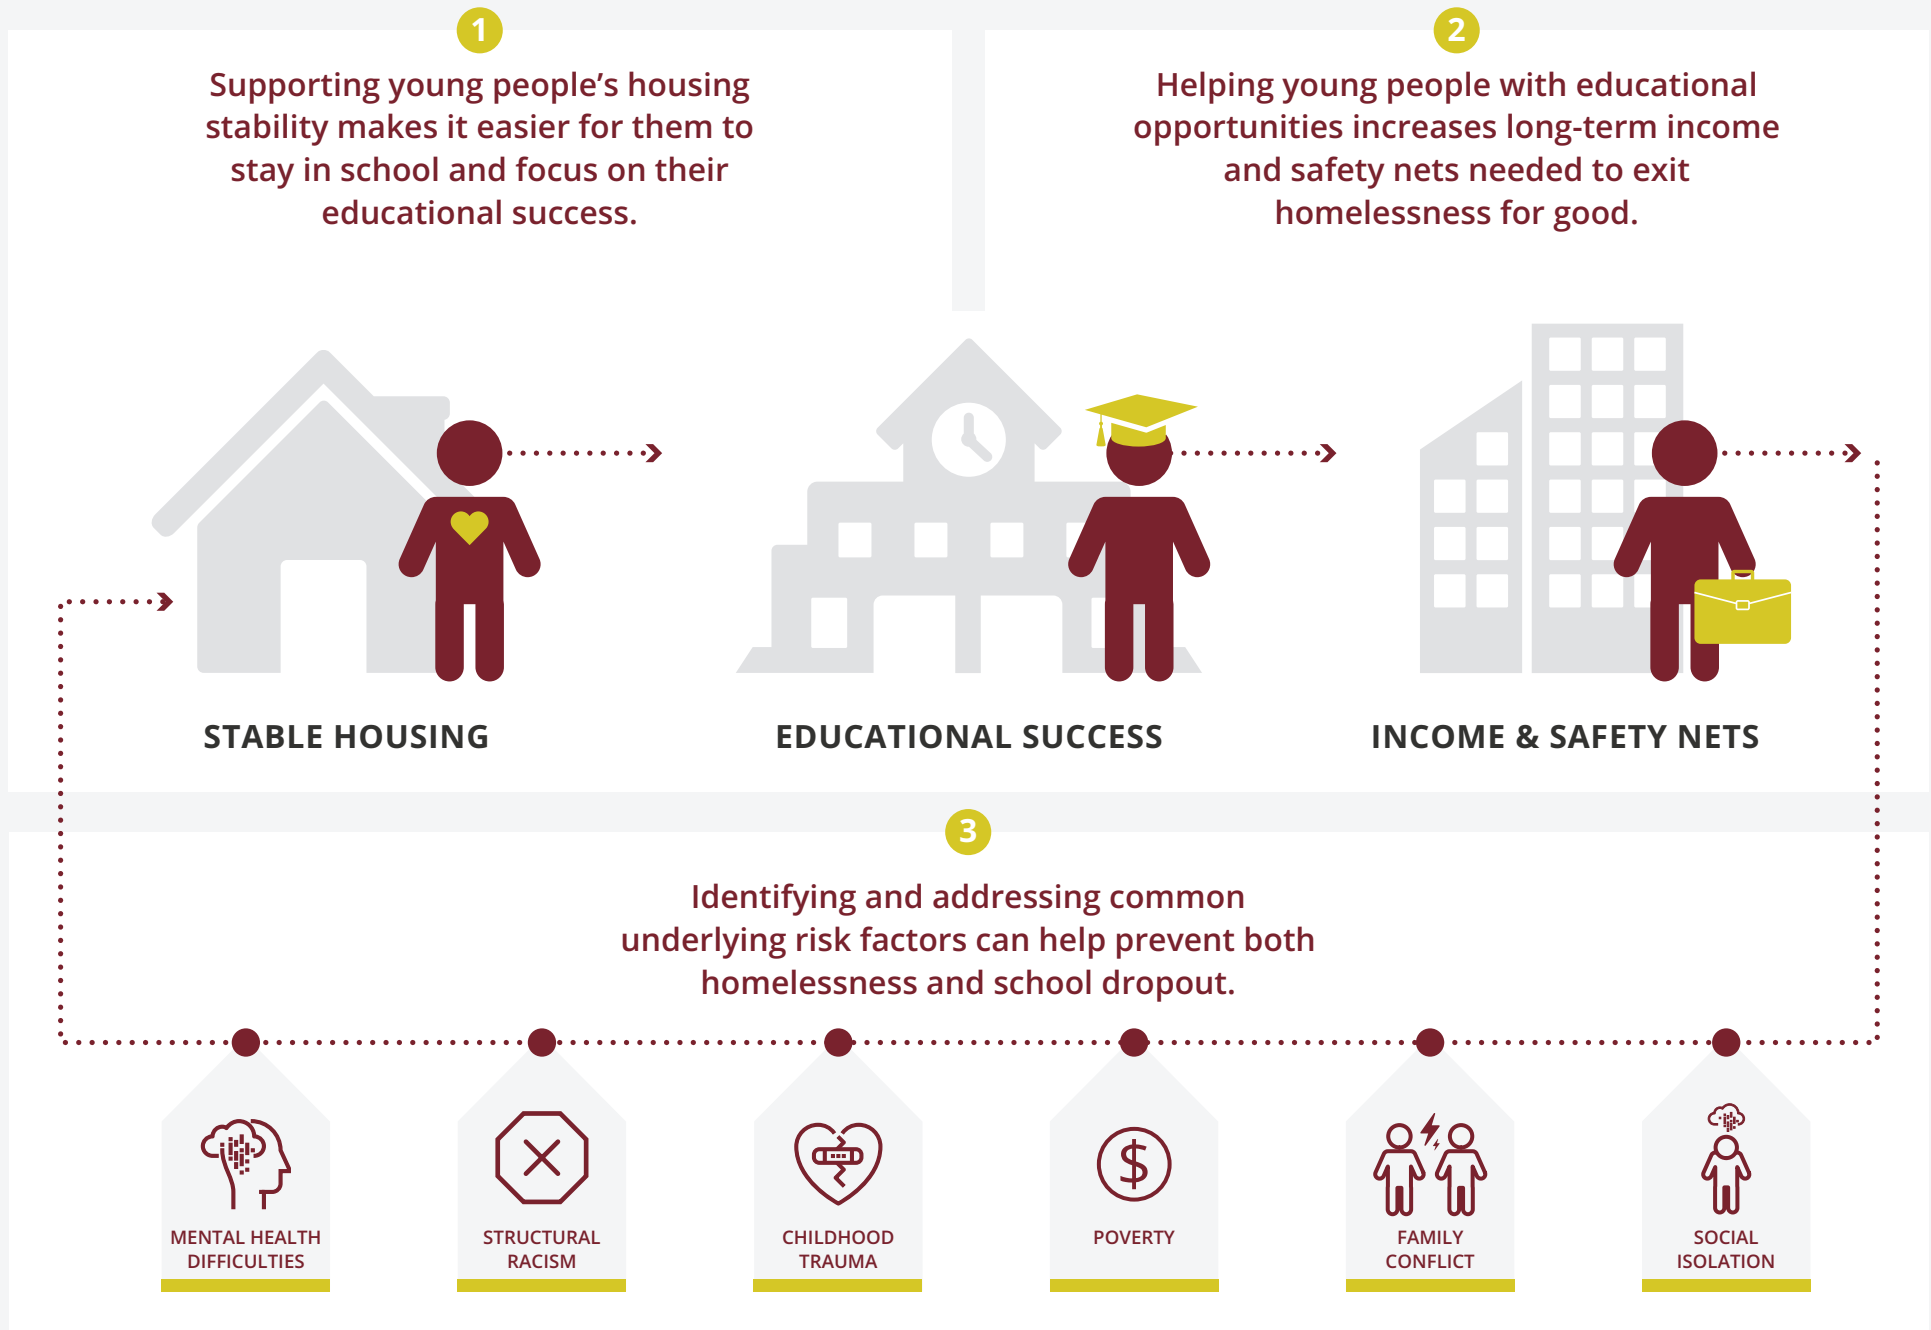 1
Supporting young people’s housing
stability makes it easier for them to
stay in school and focus on their
educational success.
2
Helping young people with educational
opportunities increases long-term income
and safety nets needed to exit
homelessness for good.
STABLE HOUSING
EDUCATIONAL SUCCESS
INCOME & SAFETY NETS
3
Identifying and addressing common
underlying risk factors can help prevent both
homelessness and school dropout.
MENTAL HEALTH
DIFFICULTIES
STRUCTURAL
RACISM
CHILDHOOD
TRAUMA
$
POVERTY
FAMILY
CONFLICT
SOCIAL
ISOLATION